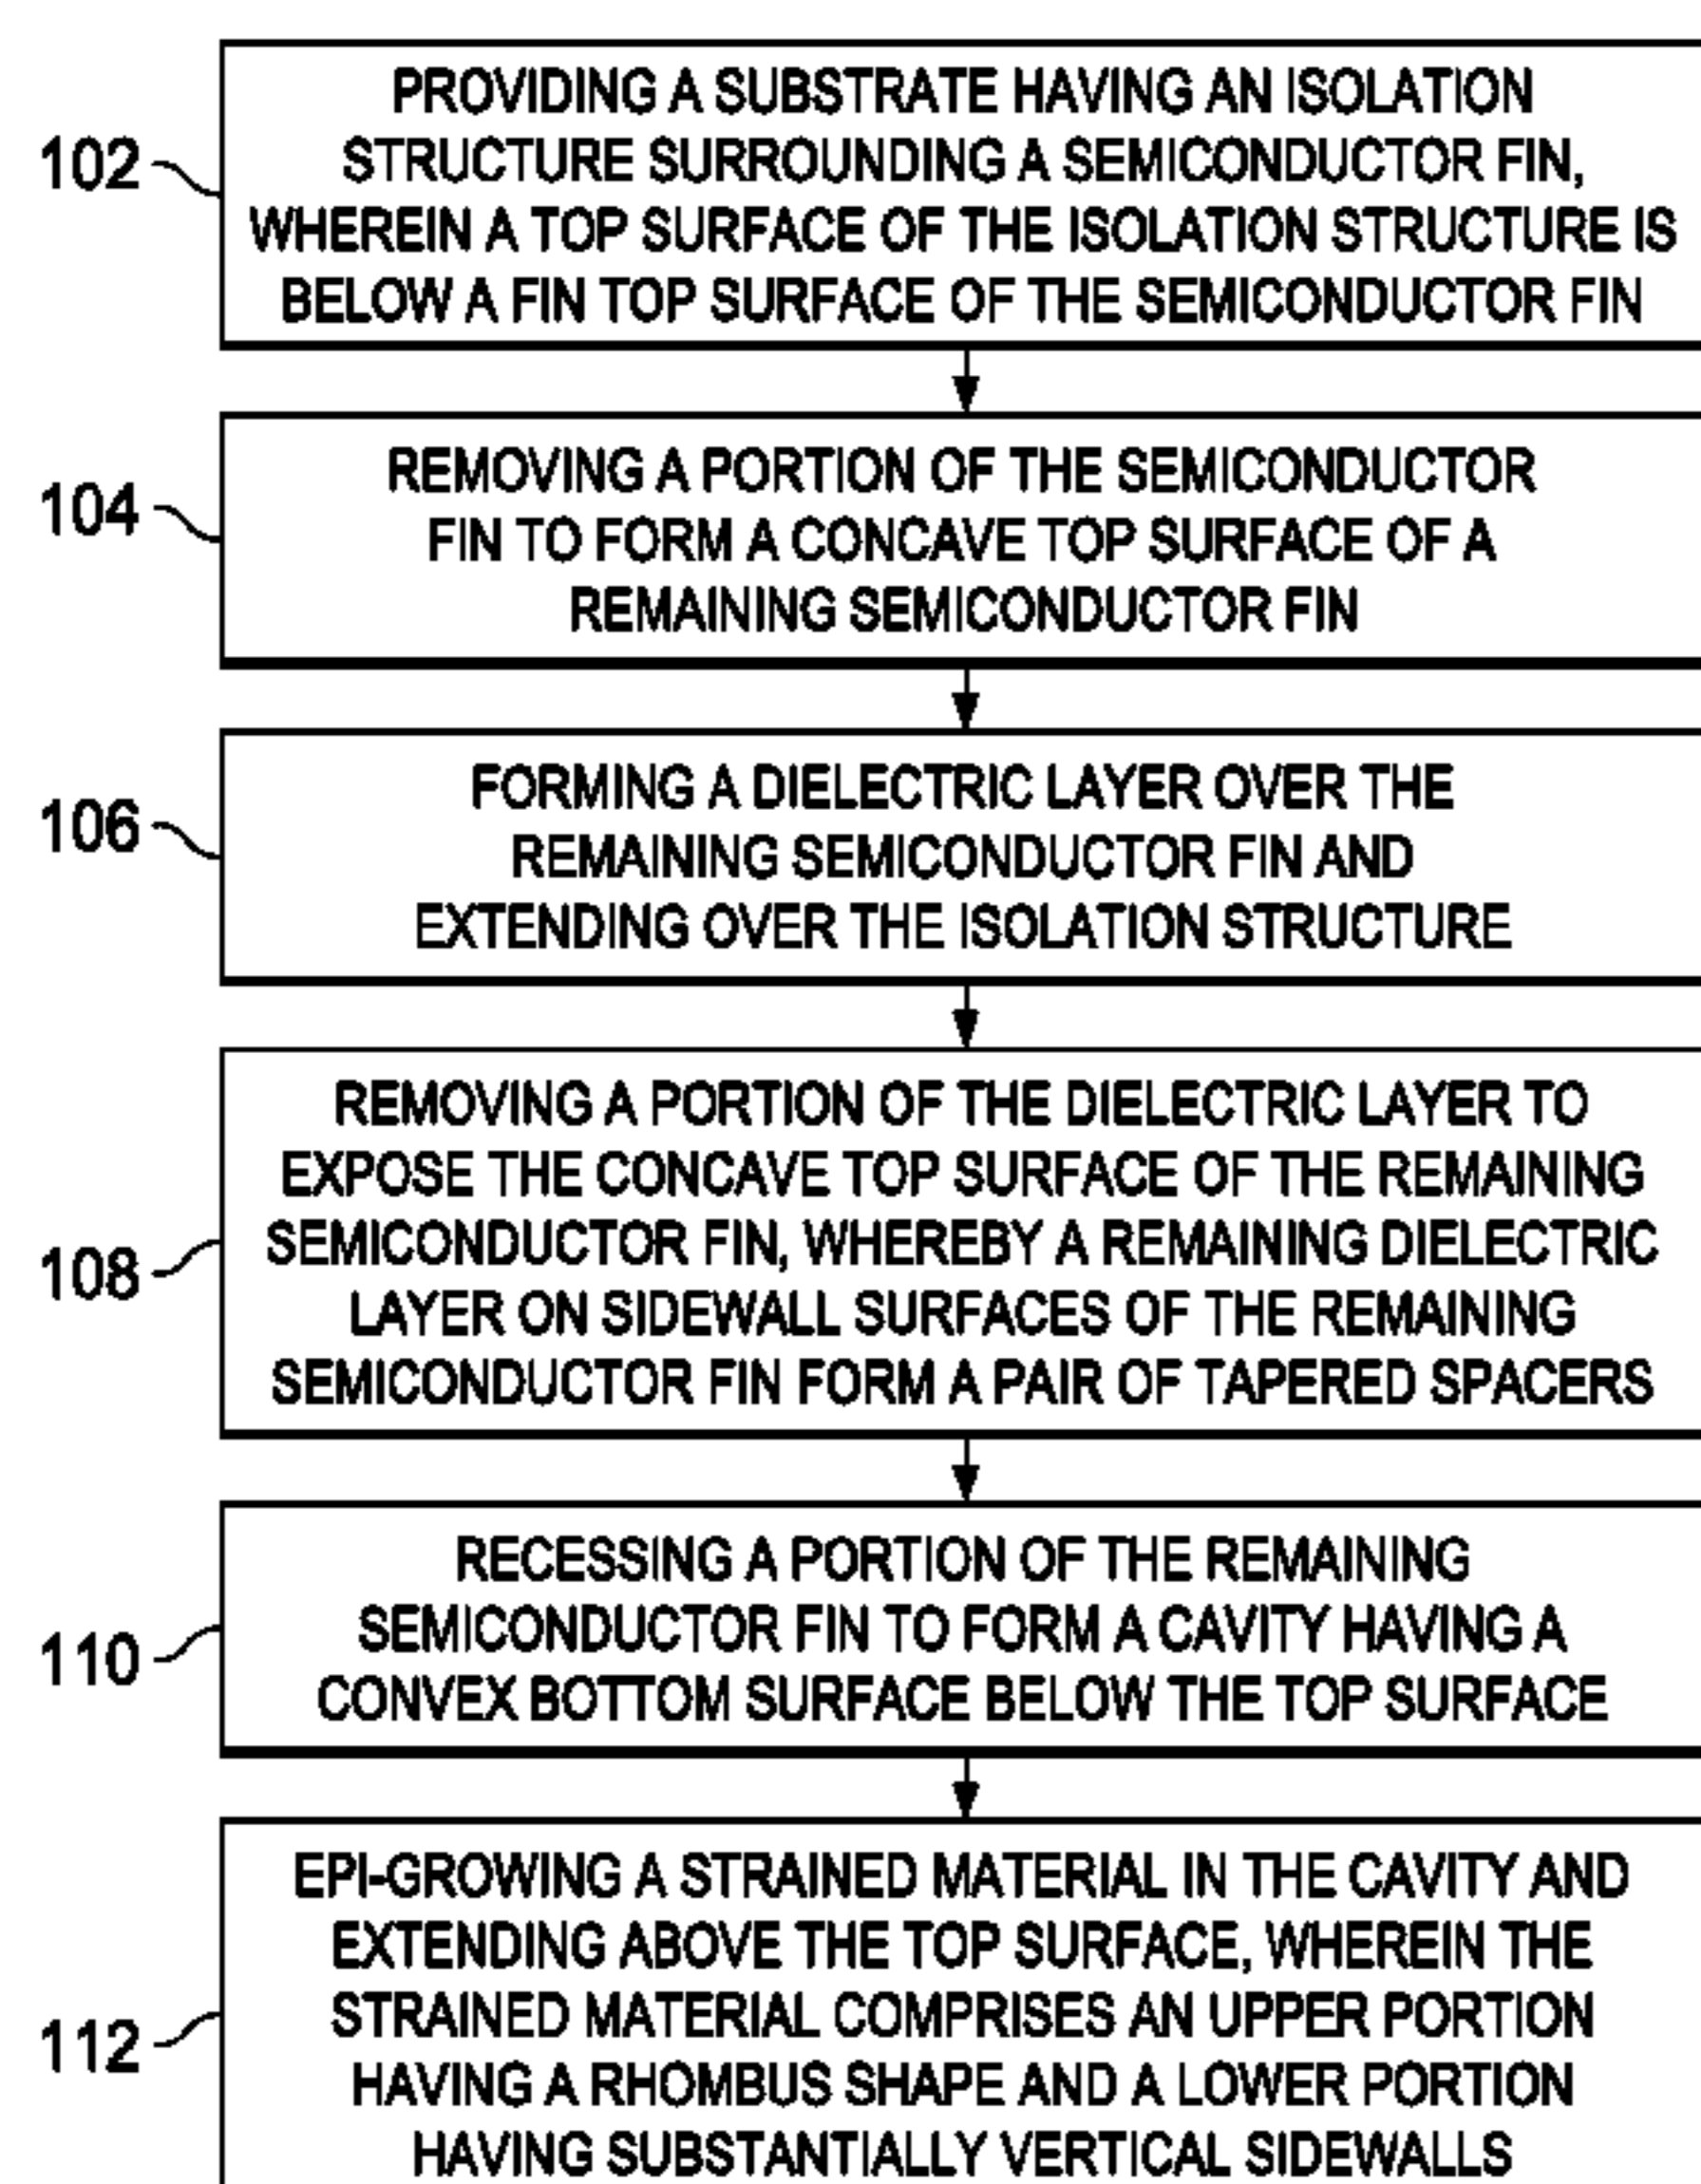 PROVIDING A SUBSTRATE HAVING AN ISOLATION
102
STRUCTURE SURROUNDING A SEMICONDUCTOR FIN,
WHEREIN A TOP SURFACE OF THE ISOLATION STRUCTURE IS
BELOW A FIN TOP SURFACE OF THE SEMICONDUCTOR FIN
REMOVING A PORTION OF THE SEMICONDUCTOR
104
FIN TO FORM A CONCAVE TOP SURFACE OF A
REMAINING SEMICONDUCTOR FIN
FORMING A DIELECTRIC LAYER OVER THE
106
REMAINING SEMICONDUCTOR FIN AND
EXTENDING OVER THE ISOLATION STRUCTURE
REMOVING A PORTION OF THE DIELECTRIC LAYER TO
EXPOSE THE CONCAVE TOP SURFACE OF THE REMAINING
SEMICONDUCTOR FIN, WHEREBY A REMAINING DIELECTRIC
108
LAYER ON SIDEWALL SURFACES OF THE REMAINING
SEMICONDUCTOR FIN FORM A PAIR OF TAPERED SPACERS
RECESSING A PORTION OF THE REMAINING
SEMICONDUCTOR FIN TO FORM A CAVITY HAVING A
110
CONVEX BOTTOM SURFACE BELOW THE TOP SURFACE
EPI-GROWING A STRAINED MATERIAL IN THE CAVITY AND
EXTENDING ABOVE THE TOP SURFACE, WHEREIN THE
STRAINED MATERIAL COMPRISES AN UPPER PORTION
112
HAVING A RHOMBUS SHAPE AND A LOWER PORTION
HAVING SUBSTANTIALLY VERTICAL SIDEWALLS